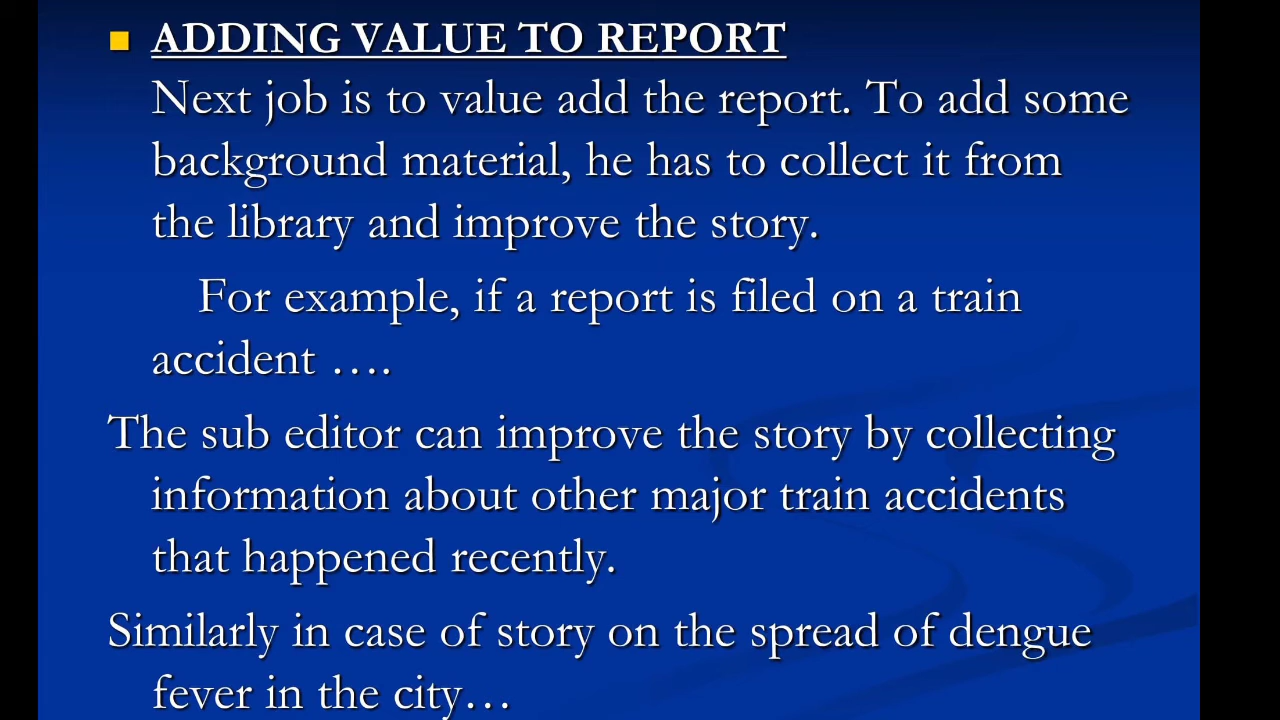 ADDING VALUE TO REPORT
Next job is to value add the report. To add some
background material, he has to collect it from
the library and improve the story.
For example, if a report is filed on a train
accident ….
The sub editor can improve the story by collecting
information about other major train accidents
that happened recently.
Similarly in case of story on the spread of dengue
fever in the city…